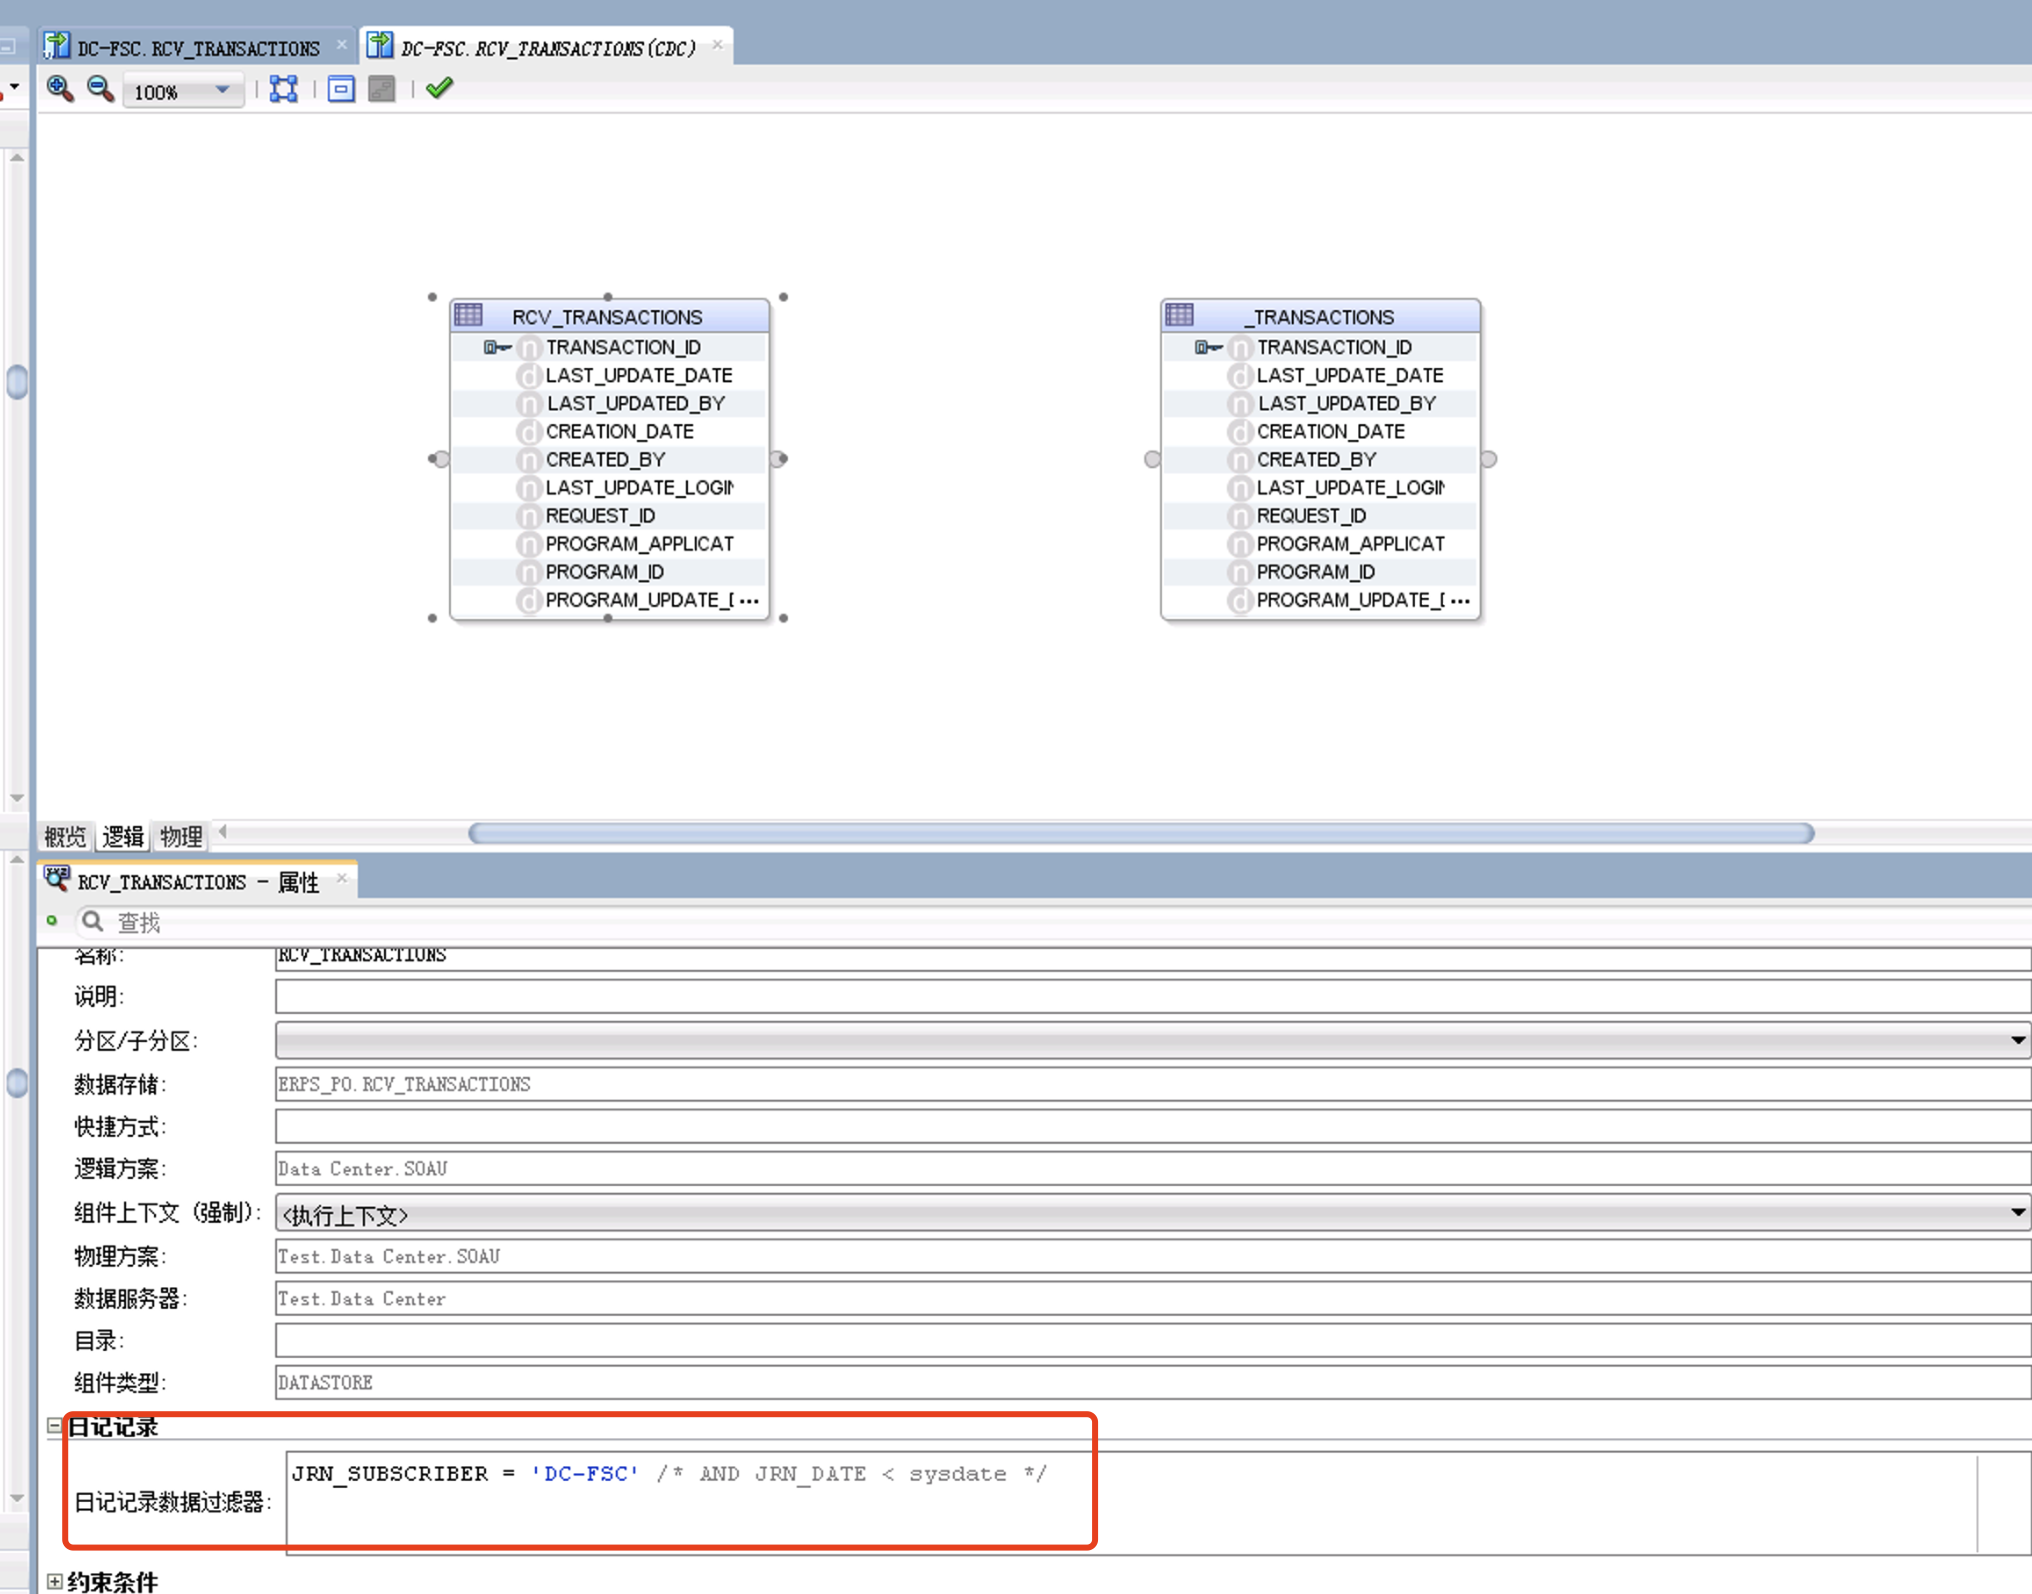 DC-FSC.RCV_TRANSACTIONS
DC-FSC.RCV_TRANSACTIONS(CDC)
100%
RCV_TRANSACTIONS
TRANSACTION_ID
LAST_UPDATE_DATE
LAST_UPDATED_BY
CREATION_DATE
CREATED_BY
LAST_UPDATE_LOGIN
REQUEST_ID
PROGRAM_APPLICAT
PROGRAM_ID
PROGRAM_UPDATE_D ...
_TRANSACTIONS
TRANSACTION_ID
LAST_UPDATE_DATE
LAST_UPDATED_BY
CREATION_DATE
CREATED_BY
LAST_UPDATE_LOGIN
REQUEST_ID
PROGRAM_APPLICAT
PROGRAM_ID
PROGRAM_UPDATE_D ...
概览 逻辑 物理
RCV_TRANSACTIONS - 属性
查找
名称: RCV_TRANSACTIONS
说明:
分区/子分区:
数据存储: ERPS_PO.RCV_TRANSACTIONS
快捷方式:
逻辑方案: Data Center.SOAU
组件上下文（强制）: <执行上下文>
物理方案: Test.Data Center.SOAU
数据服务器: Test.Data Center
目录:
组件类型: DATASTORE
日记记录
日记记录数据过滤器: JRN_SUBSCRIBER = 'DC-FSC' /* AND JRN_DATE < sysdate */
约束条件